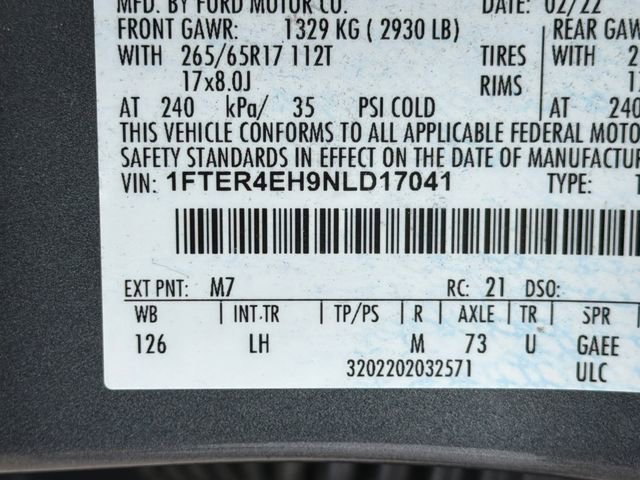 MFD. BY FORD MOTOR CO. DATE: 02/22
FRONT GAWR: 1329 KG ( 2930 LB) REAR GAW
WITH 265/65R17 112T TIRES WITH 2
17x8.0J RIMS
AT 240 kPa/ 35 PSI COLD AT 240
THIS VEHICLE CONFORMS TO ALL APPLICABLE FEDERAL MOTO
SAFETY STANDARDS IN EFFECT ON THE DATE OF MANUFACTU
VIN: 1FTER4EH9NLD17041 TYPE: T
EXT PNT: M7 RC: 21 DSO:
WB INT TR TP/PS R AXLE TR SPR
126 LH M 73 U GAEE
3202202032571 ULC